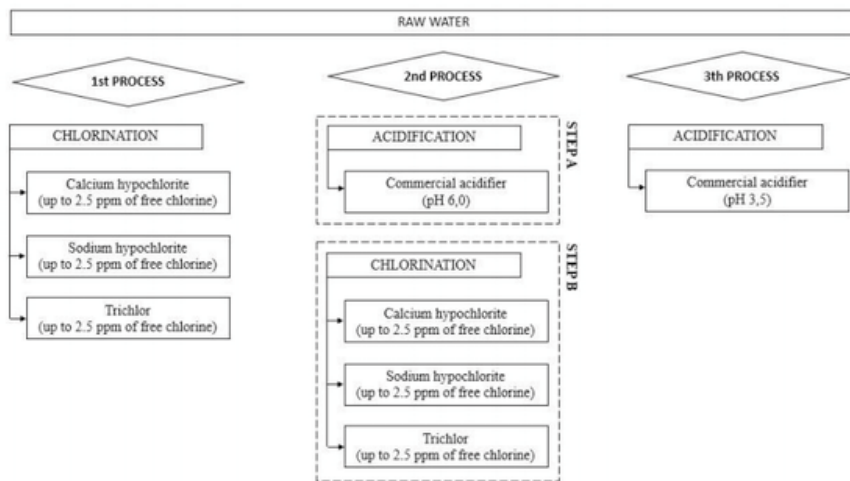 RAW WATER
1st PROCESS
CHLORINATION
Calcium hypochlorite
(up to 2.5 ppm of free chlorine)
Sodium hypochlorite
(up to 2.5 ppm of free chlorine)
Trichlor
(up to 2.5 ppm of free chlorine)
2nd PROCESS
STEP A
ACIDIFICATION
Commercial acidifier
(pH 6,0)
STEP B
CHLORINATION
Calcium hypochlorite
(up to 2.5 ppm of free chlorine)
Sodium hypochlorite
(up to 2.5 ppm of free chlorine)
Trichlor
(up to 2.5 ppm of free chlorine)
3th PROCESS
ACIDIFICATION
Commercial acidifier
(pH 3,5)